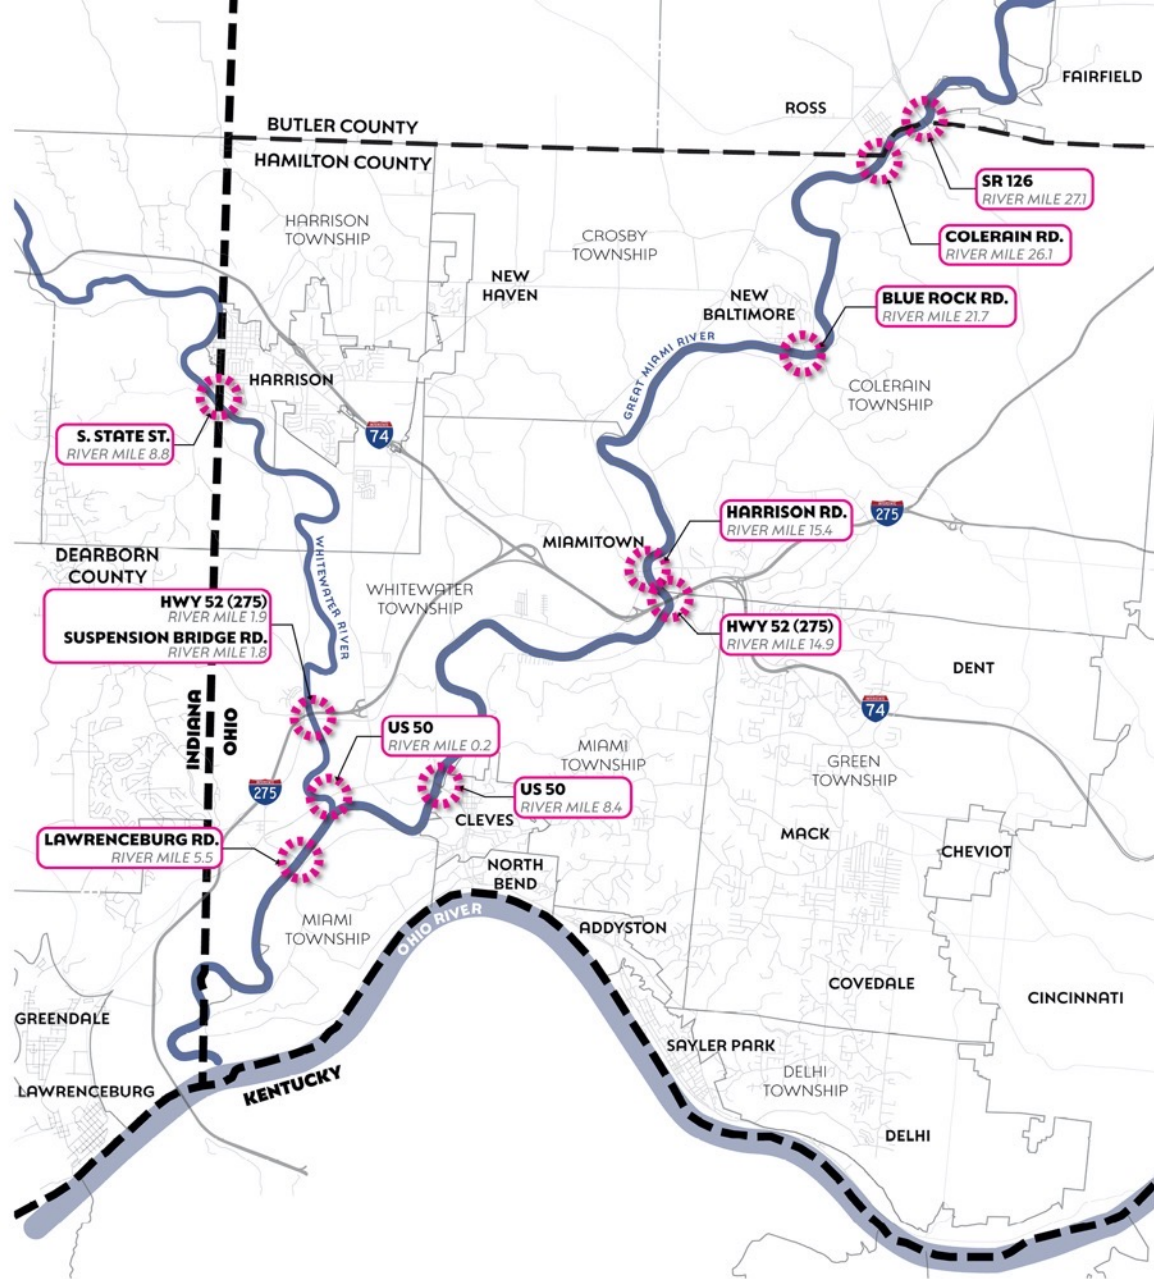 FAIRFIELD
ROSS
BUTLER COUNTY
HAMILTON COUNTY
SR 126
RIVER MILE 27.1
HARRISON
TOWNSHIP
CROSBY
TOWNSHIP
COLERAIN RD.
RIVER MILE 26.1
NEW
HAVEN
NEW
BALTIMORE
BLUE ROCK RD.
RIVER MILE 21.7
GREAT MIAMI RIVER
HARRISON
COLERAIN
TOWNSHIP
S. STATE ST.
RIVER MILE 8.8
74
HARRISON RD.
RIVER MILE 15.4
275
MIAMITOWN
DEARBORN
COUNTY
WHITEWATER RIVER
WHITEWATER
TOWNSHIP
HWY 52 (275)
RIVER MILE 1.9
SUSPENSION BRIDGE RD.
RIVER MILE 1.8
HWY 52 (275)
RIVER MILE 14.9
DENT
INDIANA
OHIO
74
US 50
RIVER MILE 0.2
MIAMI
TOWNSHIP
GREEN
TOWNSHIP
275
US 50
RIVER MILE 8.4
CLEVES
MACK
LAWRENCEBURG RD.
RIVER MILE 5.5
CHEVIOT
NORTH
BEND
OHIO RIVER
MIAMI
TOWNSHIP
ADDYSTON
COVEDALE
CINCINNATI
GREENDALE
SAYLER PARK
LAWRENCEBURG
KENTUCKY
DELHI
TOWNSHIP
DELHI